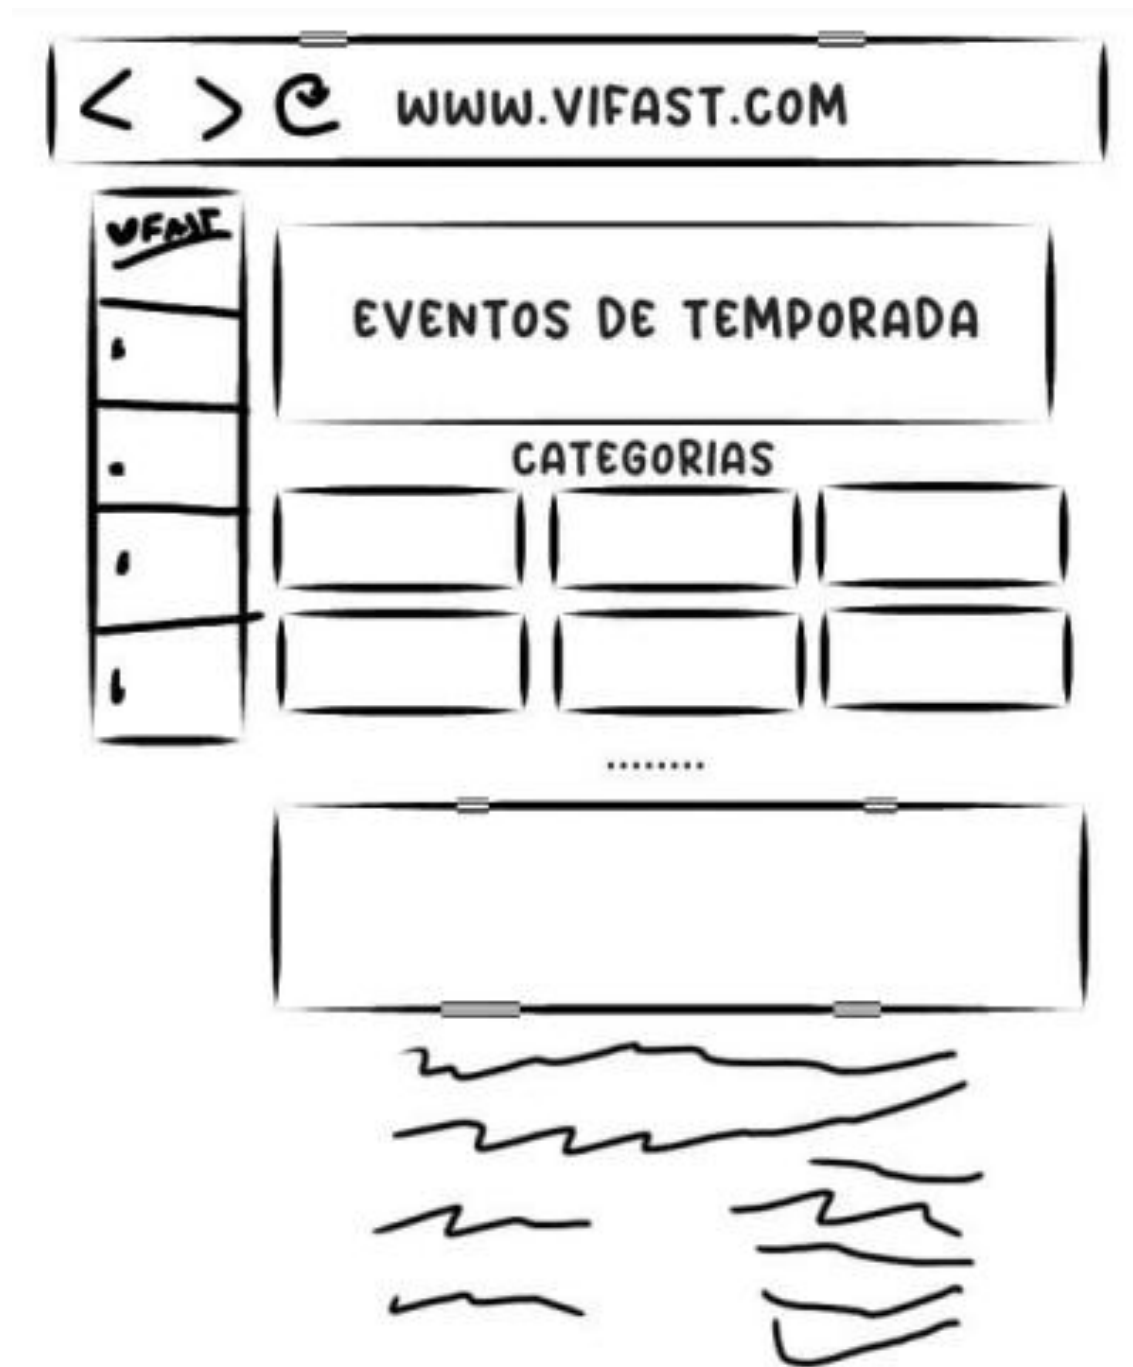 WWW.VIFAST.COM
VFAST
EVENTOS DE TEMPORADA
CATEGORIAS
........